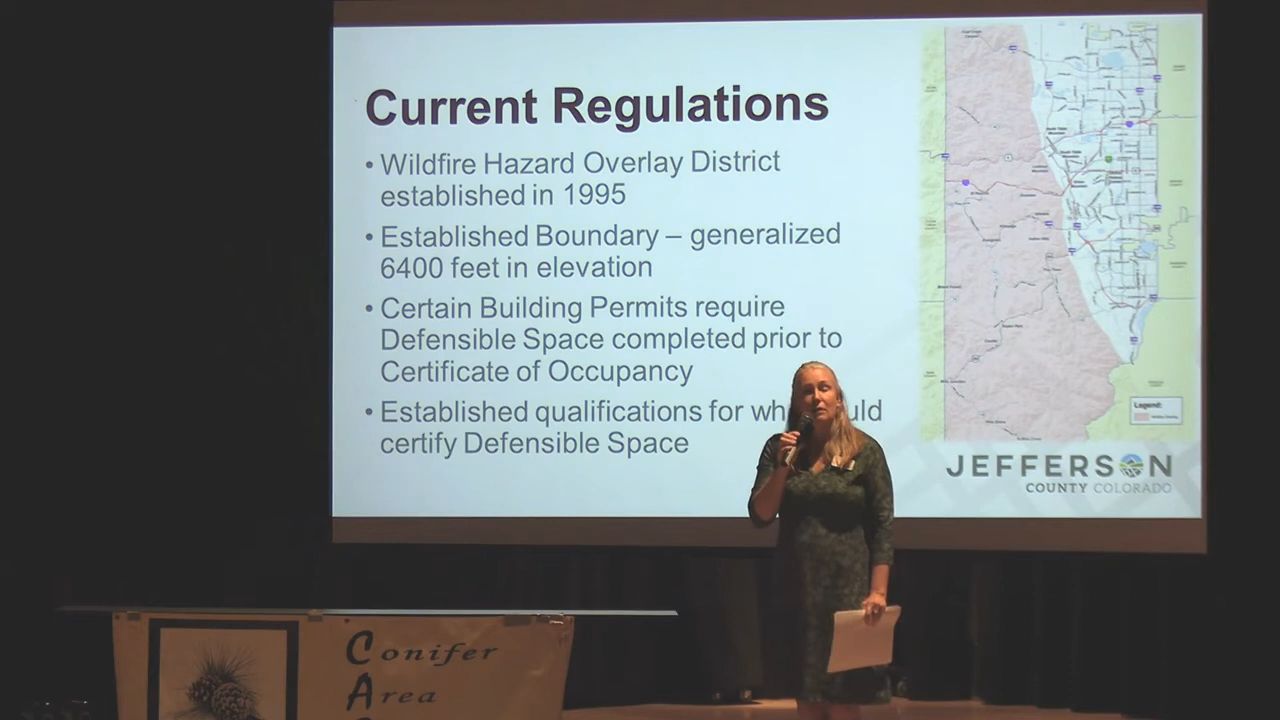 Current Regulations
• Wildfire Hazard Overlay District
established in 1995
• Established Boundary – generalized
6400 feet in elevation
• Certain Building Permits require
Defensible Space completed prior to
Certificate of Occupancy
• Established qualifications for
certify Defensible Space
Legend:
JEFFERSON
COUNTY COLORADO
Conifer
Area